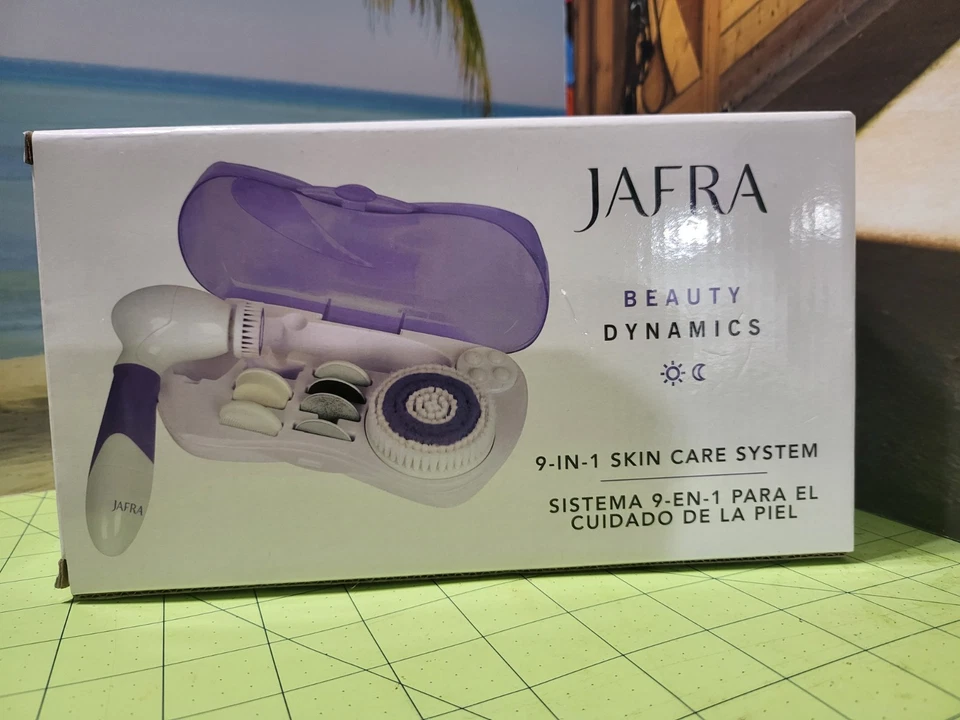 JAFRA
BEAUTY
DYNAMICS
9-IN-1 SKIN CARE SYSTEM
SISTEMA 9-EN-1 PARA EL
CUIDADO DE LA PIEL
JAFRA